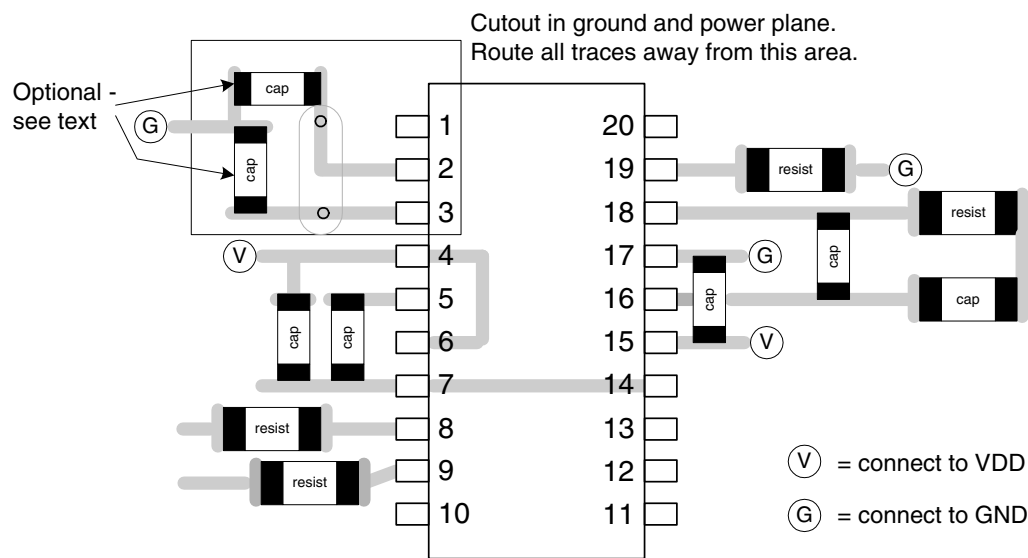 Cutout in ground and power plane.
Route all traces away from this area.
Optional -
see text
cap
G
cap
1
2
3
V
4
5
6
cap
cap
7
resist
8
resist
9
10
20
19
resist
G
18
resist
17
G
cap
cap
16
cap
15
V
14
13
12
11
V = connect to VDD
G = connect to GND